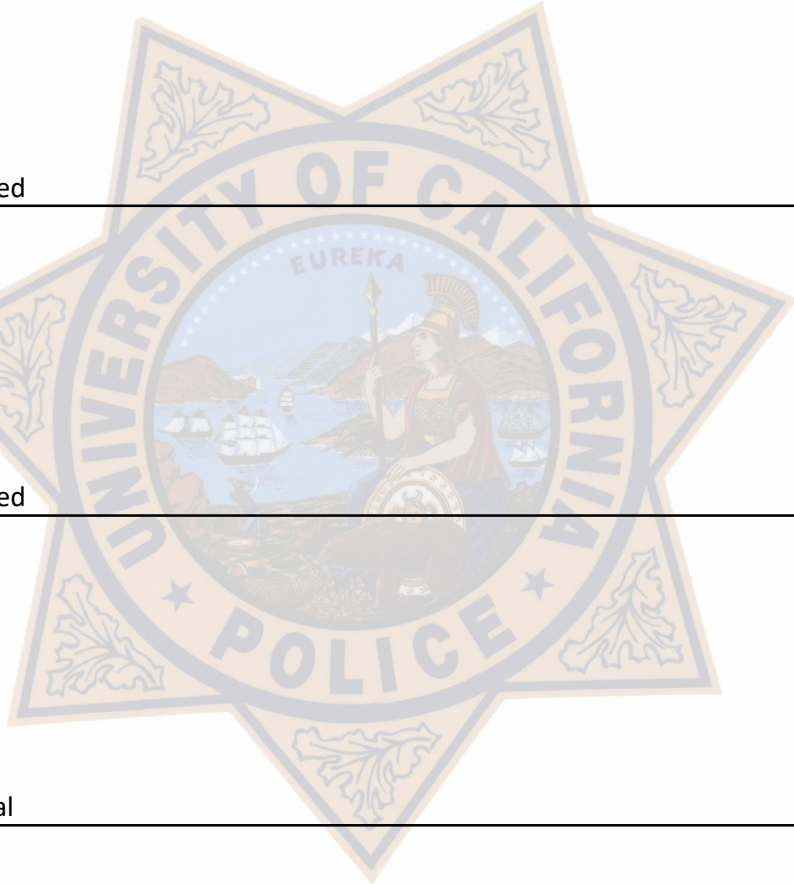 ed
EUREKA
UNIVERSITY OF CALIFORNIA
ed
★ POLICE ★
al